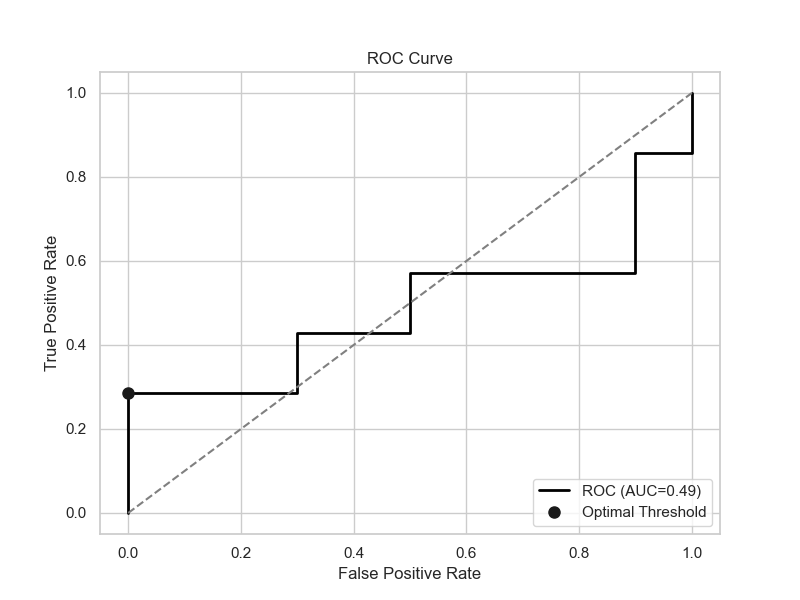 ROC Curve
1.0
0.8
0.6
0.4
0.2
0.0
True Positive Rate
0.0 0.2 0.4 0.6 0.8 1.0
False Positive Rate
ROC (AUC=0.49)
Optimal Threshold